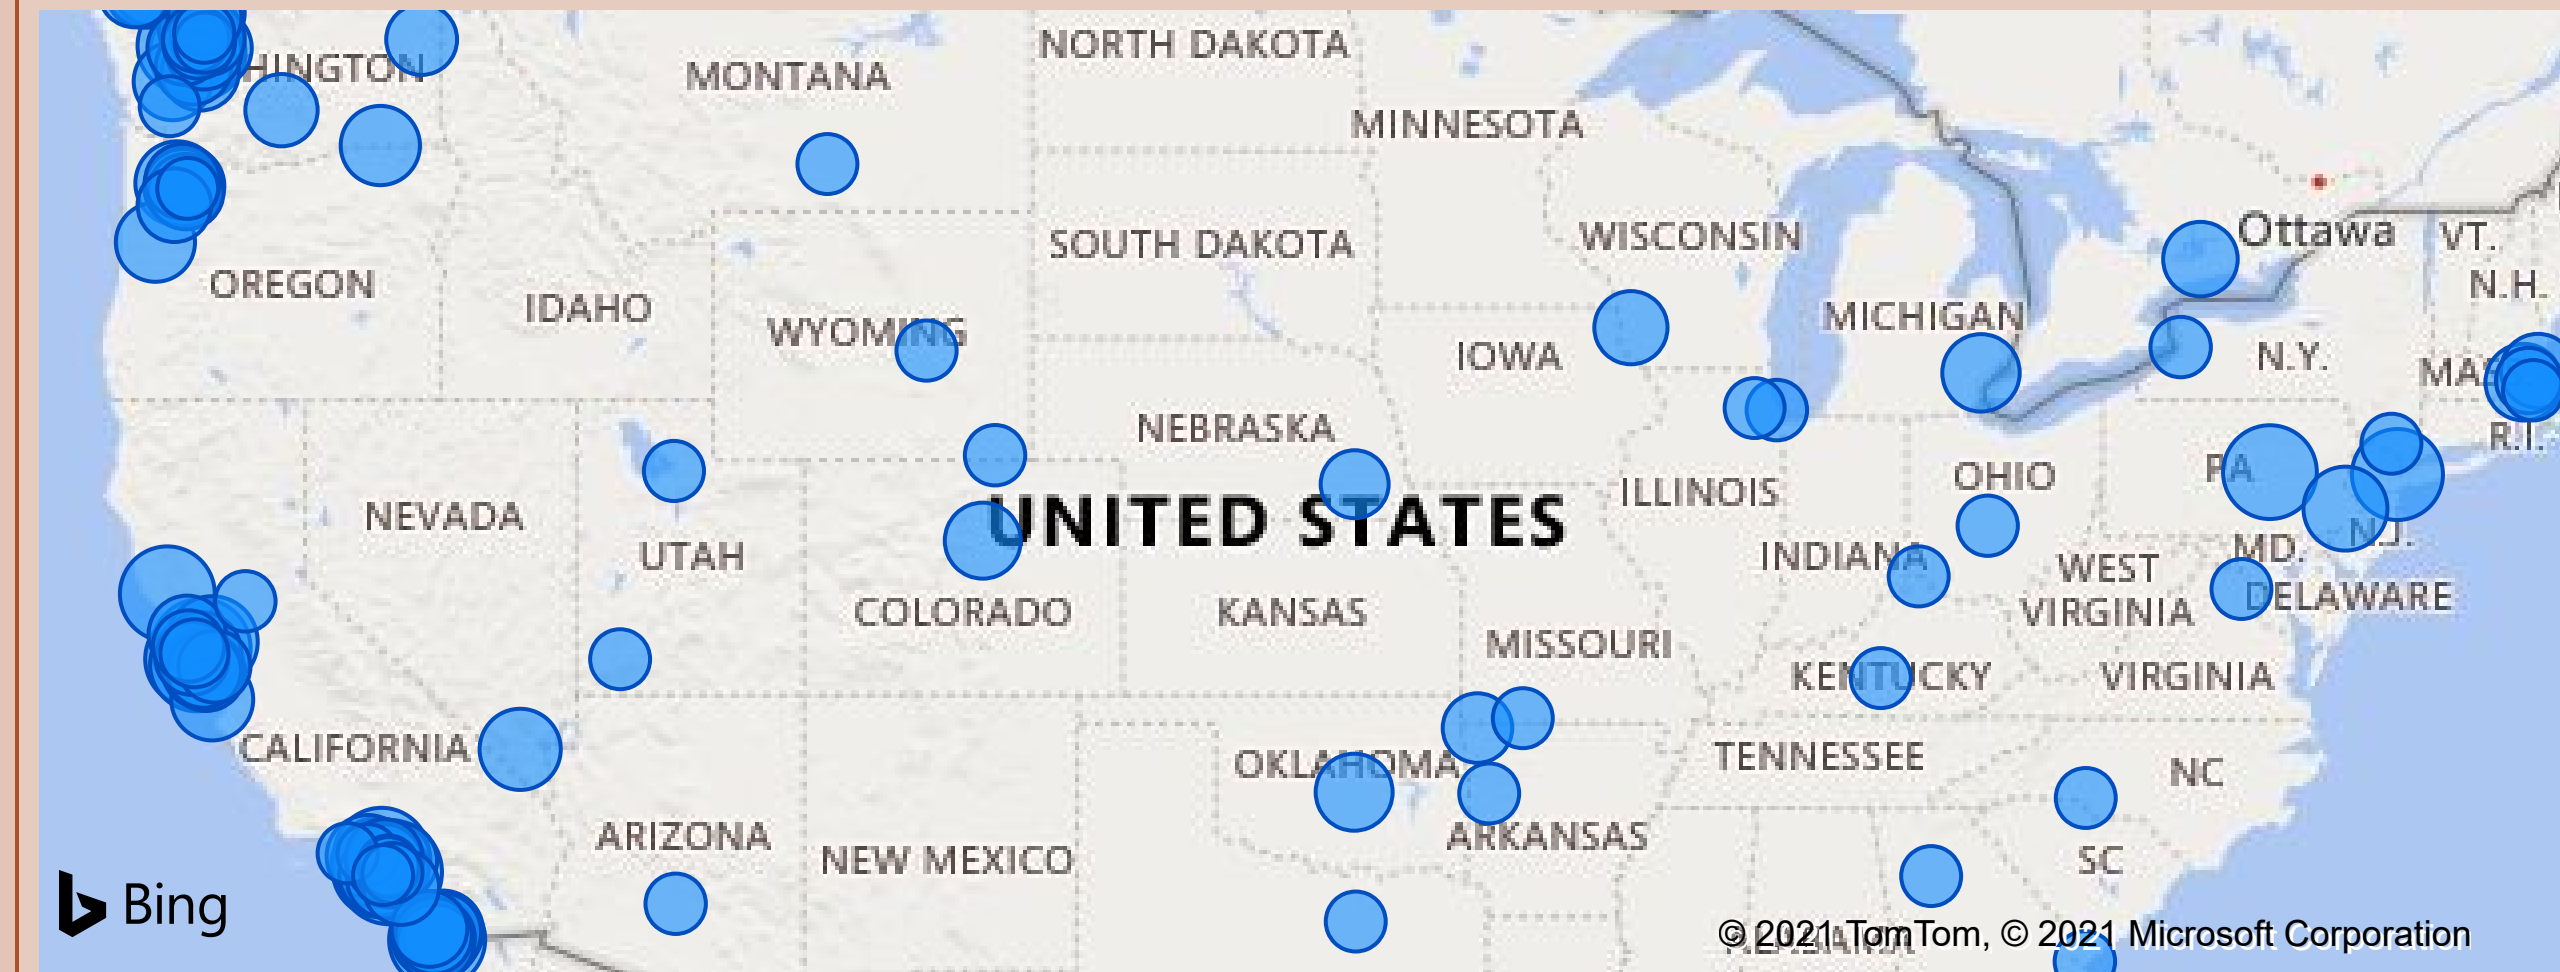 NORTH DAKOTA
HINGTON
MONTANA
MINNESOTA
Ottawa
VT.
WISCONSIN
SOUTH DAKOTA
OREGON
N.H.
IDAHO
MICHIGAN
WYOMING
IOWA
N.Y.
MA
NEBRASKA
R.I.
PA
OHIO
ILLINOIS
NEVADA
UNITED STATES
N.J.
UTAH
INDIANA
MD.
WEST
VIRGINIA
DELAWARE
COLORADO
KANSAS
MISSOURI
KENTUCKY
VIRGINIA
CALIFORNIA
TENNESSEE
OKLAHOMA
NC
ARIZONA
ARKANSAS
NEW MEXICO
SC
Bing
© 2021 TomTom, © 2021 Microsoft Corporation